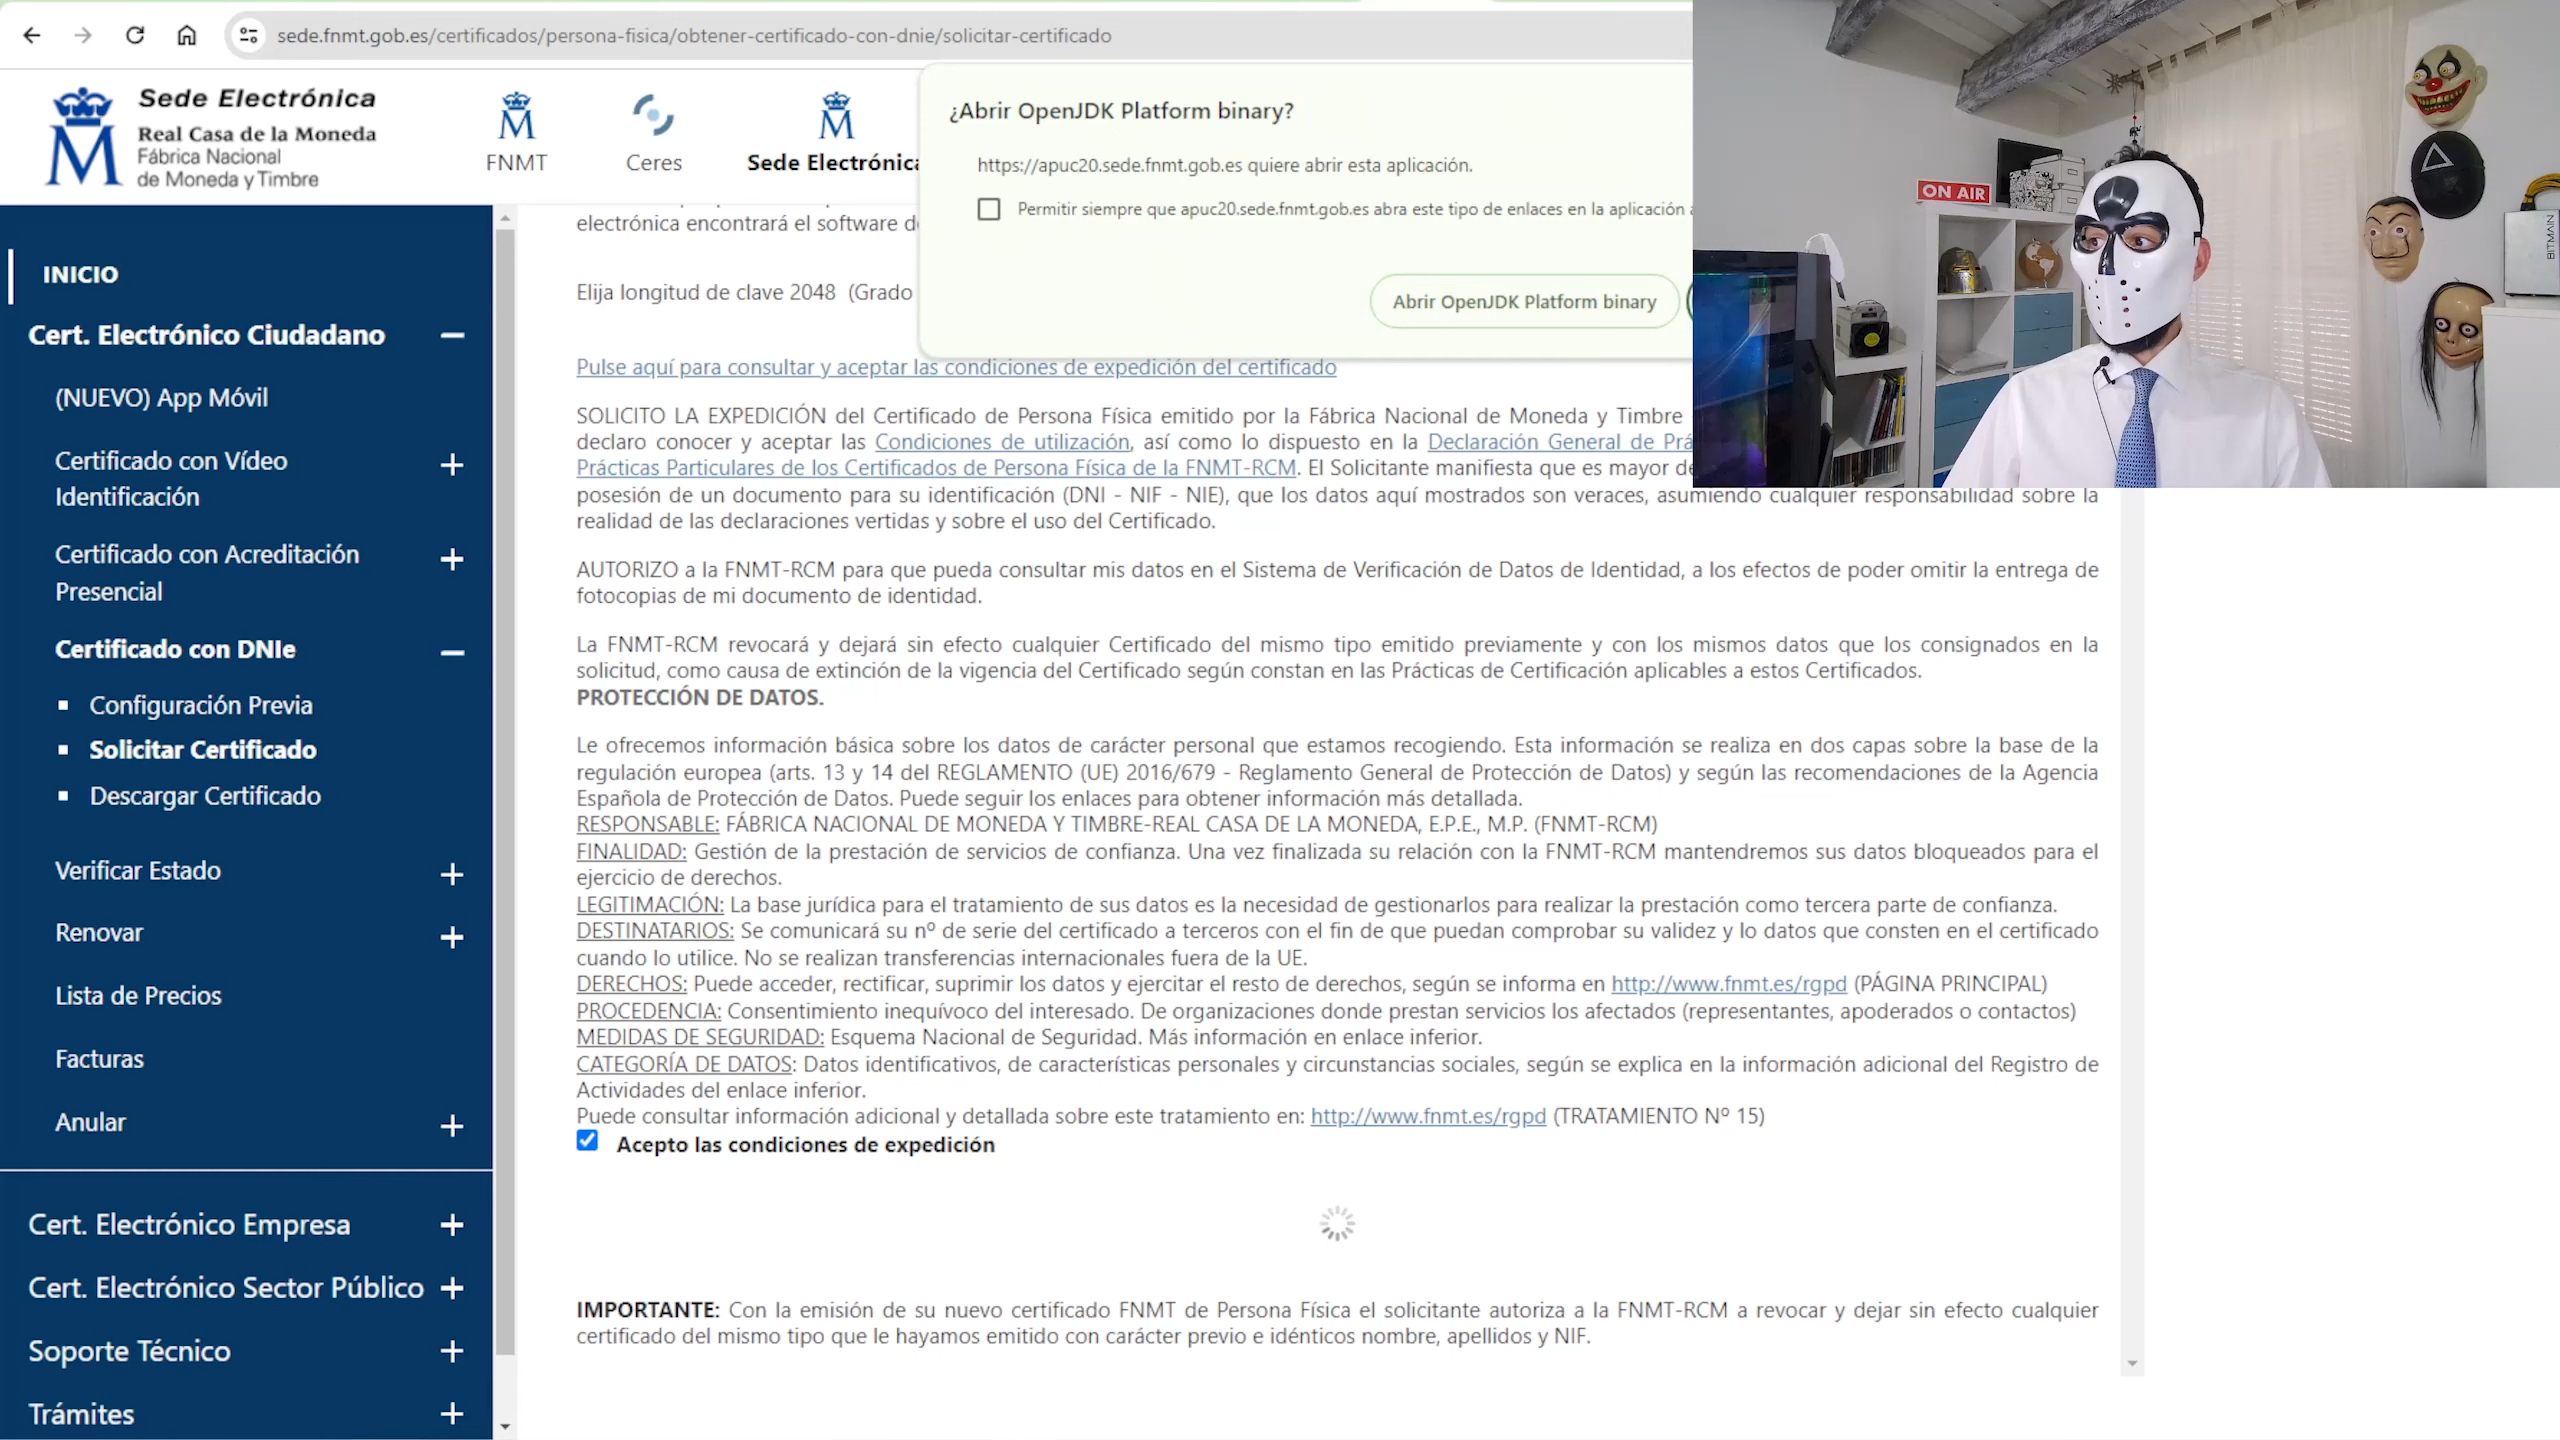 sede.fnmt.gob.es/certificados/persona-fisica/obtener-certificado-con-dnie/solicitar-certificado
Sede Electrónica
Real Casa de la Moneda
Fábrica Nacional
de Moneda y Timbre
FNMT
Ceres
Sede Electrónica
¿Abrir OpenJDK Platform binary?
https://apuc20.sede.fnmt.gob.es quiere abrir esta aplicación.
Permitir siempre que apuc20.sede.fnmt.gob.es abra este tipo de enlaces en la aplicación
Abrir OpenJDK Platform binary
ON AIR
BITMAIN
INICIO
Cert. Electrónico Ciudadano
(NUEVO) App Móvil
Certificado con Vídeo
Identificación
Certificado con Acreditación
Presencial
Certificado con DNIe
Configuración Previa
Solicitar Certificado
Descargar Certificado
Verificar Estado
Renovar
Lista de Precios
Facturas
Anular
Cert. Electrónico Empresa
Cert. Electrónico Sector Público
Soporte Técnico
Trámites
electrónica encontrará el software
Elija longitud de clave 2048 (Grado
Pulse aquí para consultar y aceptar las condiciones de expedición del certificado
SOLICITO LA EXPEDICIÓN del Certificado de Persona Física emitido por la Fábrica Nacional de Moneda y Timbre
declaro conocer y aceptar las Condiciones de utilización, así como lo dispuesto en la Declaración General de
Prácticas Particulares de los Certificados de Persona Física de la FNMT-RCM. El Solicitante manifiesta que es mayor
posesión de un documento para su identificación (DNI - NIF - NIE), que los datos aquí mostrados son veraces, asumiendo cualquier responsabilidad sobre la
realidad de las declaraciones vertidas y sobre el uso del Certificado.
AUTORIZO a la FNMT-RCM para que pueda consultar mis datos en el Sistema de Verificación de Datos de Identidad, a los efectos de poder omitir la entrega de
fotocopias de mi documento de identidad.
La FNMT-RCM revocará y dejará sin efecto cualquier Certificado del mismo tipo emitido previamente y con los mismos datos que los consignados en la
solicitud, como causa de extinción de la vigencia del Certificado según constan en las Prácticas de Certificación aplicables a estos Certificados.
PROTECCIÓN DE DATOS.
Le ofrecemos información básica sobre los datos de carácter personal que estamos recogiendo. Esta información se realiza en dos capas sobre la base de la
regulación europea (arts. 13 y 14 del REGLAMENTO (UE) 2016/679 - Reglamento General de Protección de Datos) y según las recomendaciones de la Agencia
Española de Protección de Datos. Puede seguir los enlaces para obtener información más detallada.
RESPONSABLE: FÁBRICA NACIONAL DE MONEDA Y TIMBRE-REAL CASA DE LA MONEDA, E.P.E., M.P. (FNMT-RCM)
FINALIDAD: Gestión de la prestación de servicios de confianza. Una vez finalizada su relación con la FNMT-RCM mantendremos sus datos bloqueados para el
ejercicio de derechos.
LEGITIMACIÓN: La base jurídica para el tratamiento de sus datos es la necesidad de gestionarlos para realizar la prestación como tercera parte de confianza.
DESTINATARIOS: Se comunicará su nº de serie del certificado a terceros con el fin de que puedan comprobar su validez y lo datos que consten en el certificado
cuando lo utilice. No se realizan transferencias internacionales fuera de la UE.
DERECHOS: Puede acceder, rectificar, suprimir los datos y ejercitar el resto de derechos, según se informa en http://www.fnmt.es/rgpd (PÁGINA PRINCIPAL)
PROCEDENCIA: Consentimiento inequívoco del interesado. De organizaciones donde prestan servicios los afectados (representantes, apoderados o contactos)
MEDIDAS DE SEGURIDAD: Esquema Nacional de Seguridad. Más información en enlace inferior.
CATEGORÍA DE DATOS: Datos identificativos, de características personales y circunstancias sociales, según se explica en la información adicional del Registro de
Actividades del enlace inferior.
Puede consultar información adicional y detallada sobre este tratamiento en: http://www.fnmt.es/rgpd (TRATAMIENTO Nº 15)
Acepto las condiciones de expedición
IMPORTANTE: Con la emisión de su nuevo certificado FNMT de Persona Física el solicitante autoriza a la FNMT-RCM a revocar y dejar sin efecto cualquier
certificado del mismo tipo que le hayamos emitido con carácter previo e idénticos nombre, apellidos y NIF.